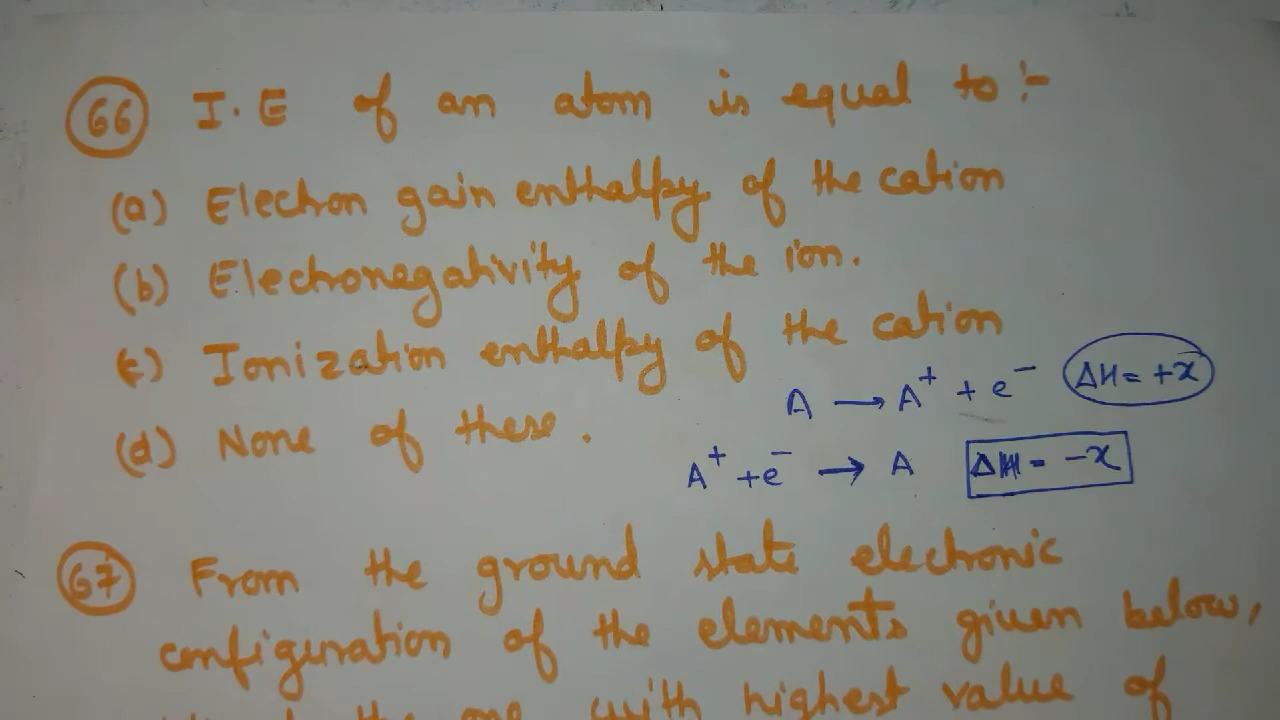 66 I.E of an atom is equal to :-
(a) Electron gain enthalpy of the cation
(b) Electronegativity of the ion.
(c) Ionization enthalpy of the cation
A → A⁺ + e⁻ ΔH = +x
(d) None of these.
A⁺ + e⁻ → A ΔH = -x
67 From the ground state electronic
configuration of the elements given below,
the one with highest value of